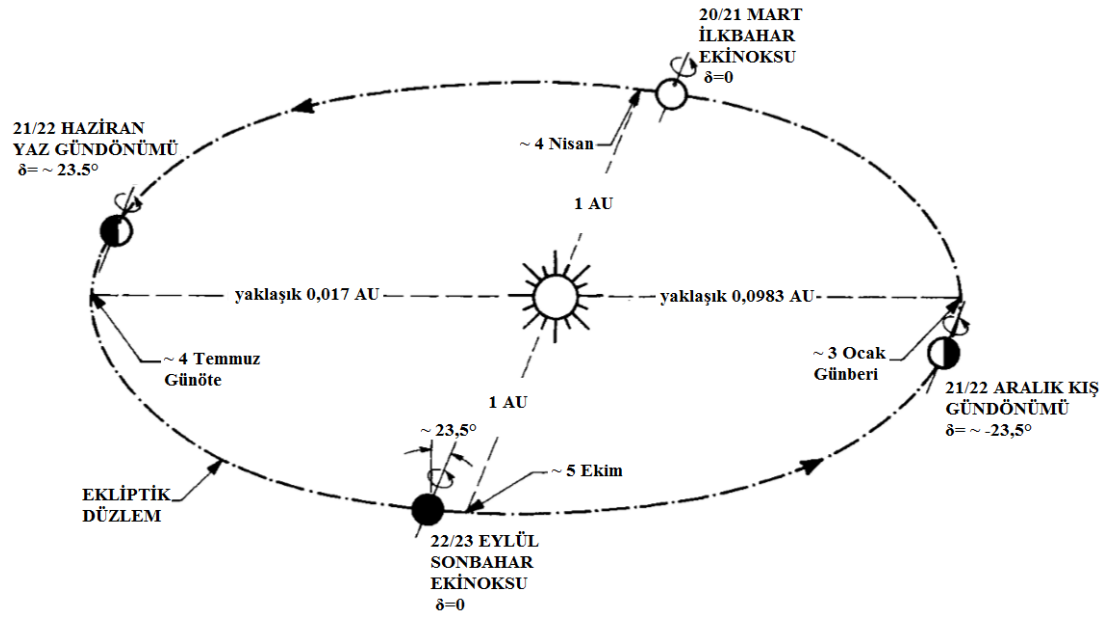 20/21 MART
İLKBAHAR
EKİNOKSU
δ=0
21/22 HAZİRAN
YAZ GÜNDÖNÜMÜ
δ= ~ 23.5°
~ 4 Nisan
1 AU
yaklaşık 0,017 AU
yaklaşık 0,0983 AU
~ 4 Temmuz
Günöte
~ 3 Ocak
Günberi
21/22 ARALIK KIŞ
GÜNDÖNÜMÜ
δ= ~ -23,5°
1 AU
~ 23,5°
~ 5 Ekim
EKLİPTİK
DÜZLEM
22/23 EYLÜL
SONBAHAR
EKİNOKSU
δ=0